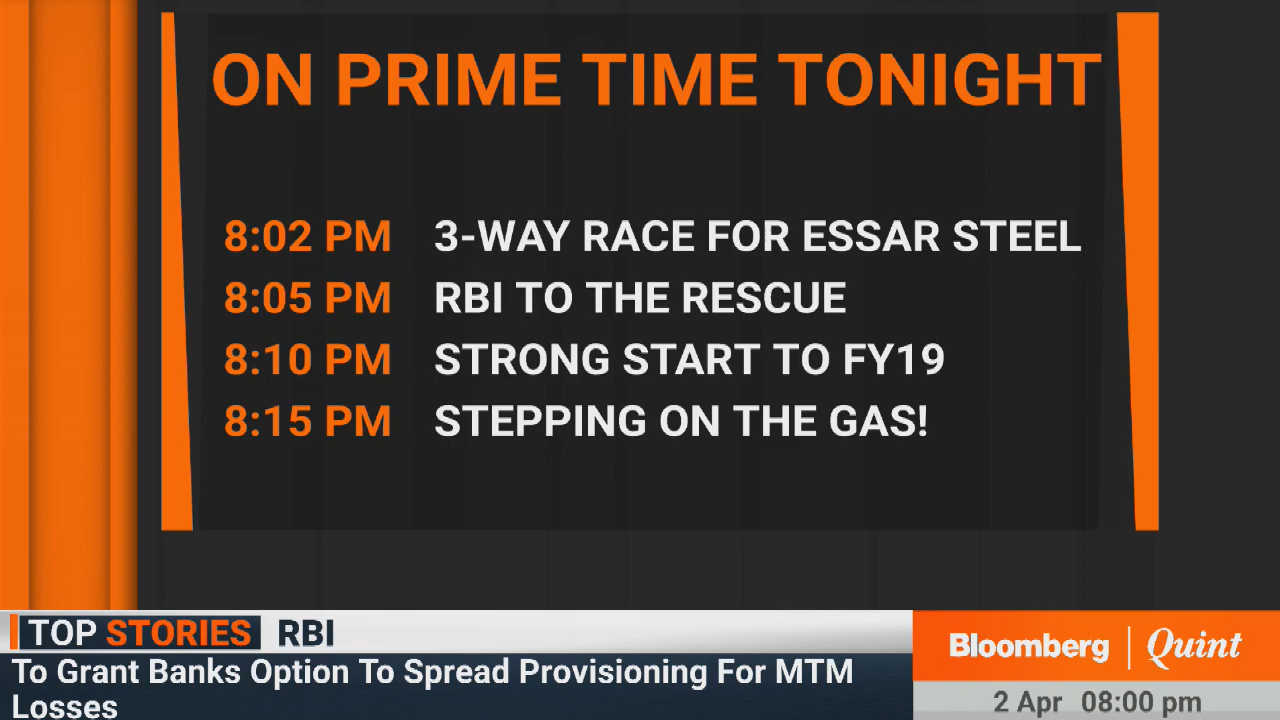 ON PRIME TIME TONIGHT
8:02 PM 3-WAY RACE FOR ESSAR STEEL
8:05 PM RBI TO THE RESCUE
8:10 PM STRONG START TO FY19
8:15 PM STEPPING ON THE GAS!
TOP STORIES RBI
To Grant Banks Option To Spread Provisioning For MTM
Losses
Bloomberg | Quint
2 Apr 08:00 pm